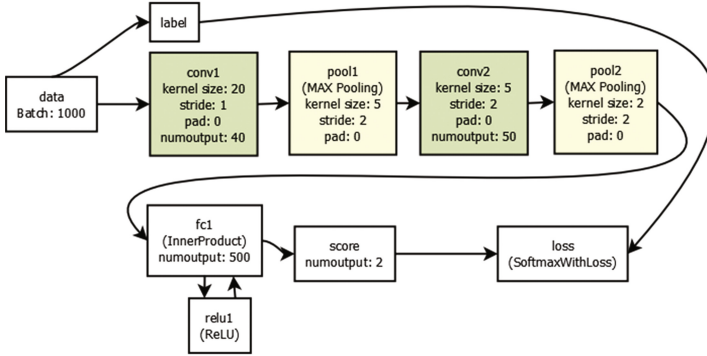 label
data
Batch: 1000
conv1
kernel size: 20
stride: 1
pad: 0
numoutput: 40
pool1
(MAX Pooling)
kernel size: 5
stride: 2
pad: 0
conv2
kernel size: 5
stride: 2
pad: 0
numoutput: 50
pool2
(MAX Pooling)
kernel size: 2
stride: 2
pad: 0
fc1
(InnerProduct)
numoutput: 500
score
numoutput: 2
loss
(SoftmaxWithLoss)
relu1
(ReLU)